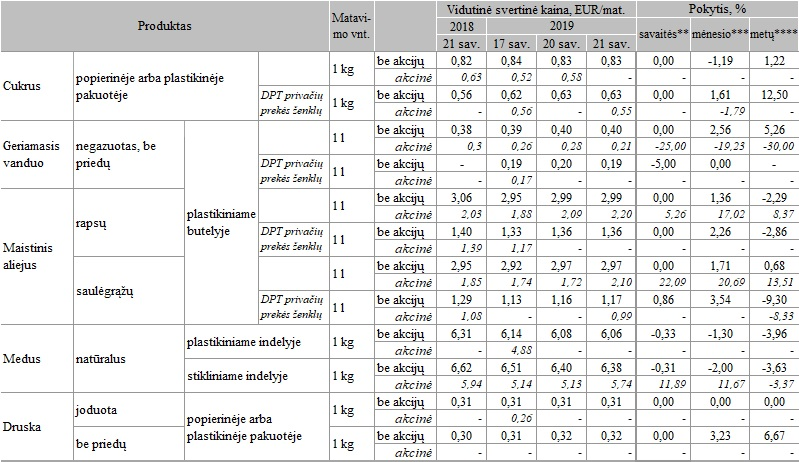 Produktas Matavi-mo vnt. Vidutinė svertinė kaina, EUR/mat. Pokytis, %
2018 2019 savaitės** mėnesio*** metų****
21 sav. 17 sav. 20 sav. 21 sav.
Cukrus popierinėje arba plastikinėje pakuotėje 1 kg be akcijų 0,82 0,84 0,83 0,83 0,00 -1,19 1,22
akcinė 0,63 0,52 0,58 - - - -
DPT privačių prekės ženklų 1 kg be akcijų 0,56 0,62 0,63 0,63 0,00 1,61 12,50
akcinė - 0,56 - 0,55 - -1,79 -
Geriamasis vanduo negazuotas, be priedų plastikiniame butelyje 1 l be akcijų 0,38 0,39 0,40 0,40 0,00 2,56 5,26
akcinė 0,3 0,26 0,28 0,21 -25,00 -19,23 -30,00
DPT privačių prekės ženklų 1 l be akcijų - 0,19 0,20 0,19 -5,00 0,00 -
akcinė - 0,17 - - - - -
Maistinis aliejus rapsų 1 l be akcijų 3,06 2,95 2,99 2,99 0,00 1,36 -2,29
akcinė 2,03 1,88 2,09 2,20 5,26 17,02 8,37
DPT privačių prekės ženklų 1 l be akcijų 1,40 1,33 1,36 1,36 0,00 2,26 -2,86
akcinė 1,39 1,17 - - - - -
saulėgrąžų 1 l be akcijų 2,95 2,92 2,97 2,97 0,00 1,71 0,68
akcinė 1,85 1,74 1,72 2,10 22,09 20,69 13,51
DPT privačių prekės ženklų 1 l be akcijų 1,29 1,13 1,16 1,17 0,86 3,54 -9,30
akcinė 1,08 - - 0,99 - - -8,33
Medus natūralus plastikiniame indelyje 1 kg be akcijų 6,31 6,14 6,08 6,06 -0,33 -1,30 -3,96
akcinė - 4,88 - - - - -
stikliniame indelyje 1 kg be akcijų 6,62 6,51 6,40 6,38 -0,31 -2,00 -3,63
akcinė 5,94 5,14 5,13 5,74 11,89 11,67 -3,37
Druska joduota popierinėje arba plastikinėje pakuotėje 1 kg be akcijų 0,31 0,31 0,31 0,31 0,00 0,00 0,00
akcinė - 0,26 - - - - -
be priedų 1 kg be akcijų 0,30 0,31 0,32 0,32 0,00 3,23 6,67
akcinė - - - - - - -